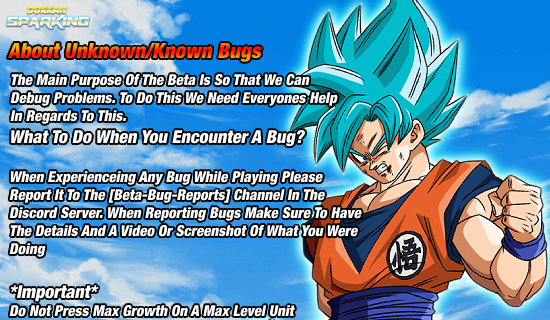 DOKKAN
SPARKING
About Unknown/Known Bugs
The Main Purpose Of The Beta Is So That We Can
Debug Problems. To Do This We Need Everyones Help
In Regards To This.
What To Do When You Encounter A Bug?
When Experienceing Any Bug While Playing Please
Report It To The [Beta-Bug-Reports] Channel In The
Discord Server. When Reporting Bugs Make Sure To Have
The Details And A Video Or Screenshot Of What You Were
Doing
*Important*
Do Not Press Max Growth On A Max Level Unit
悟